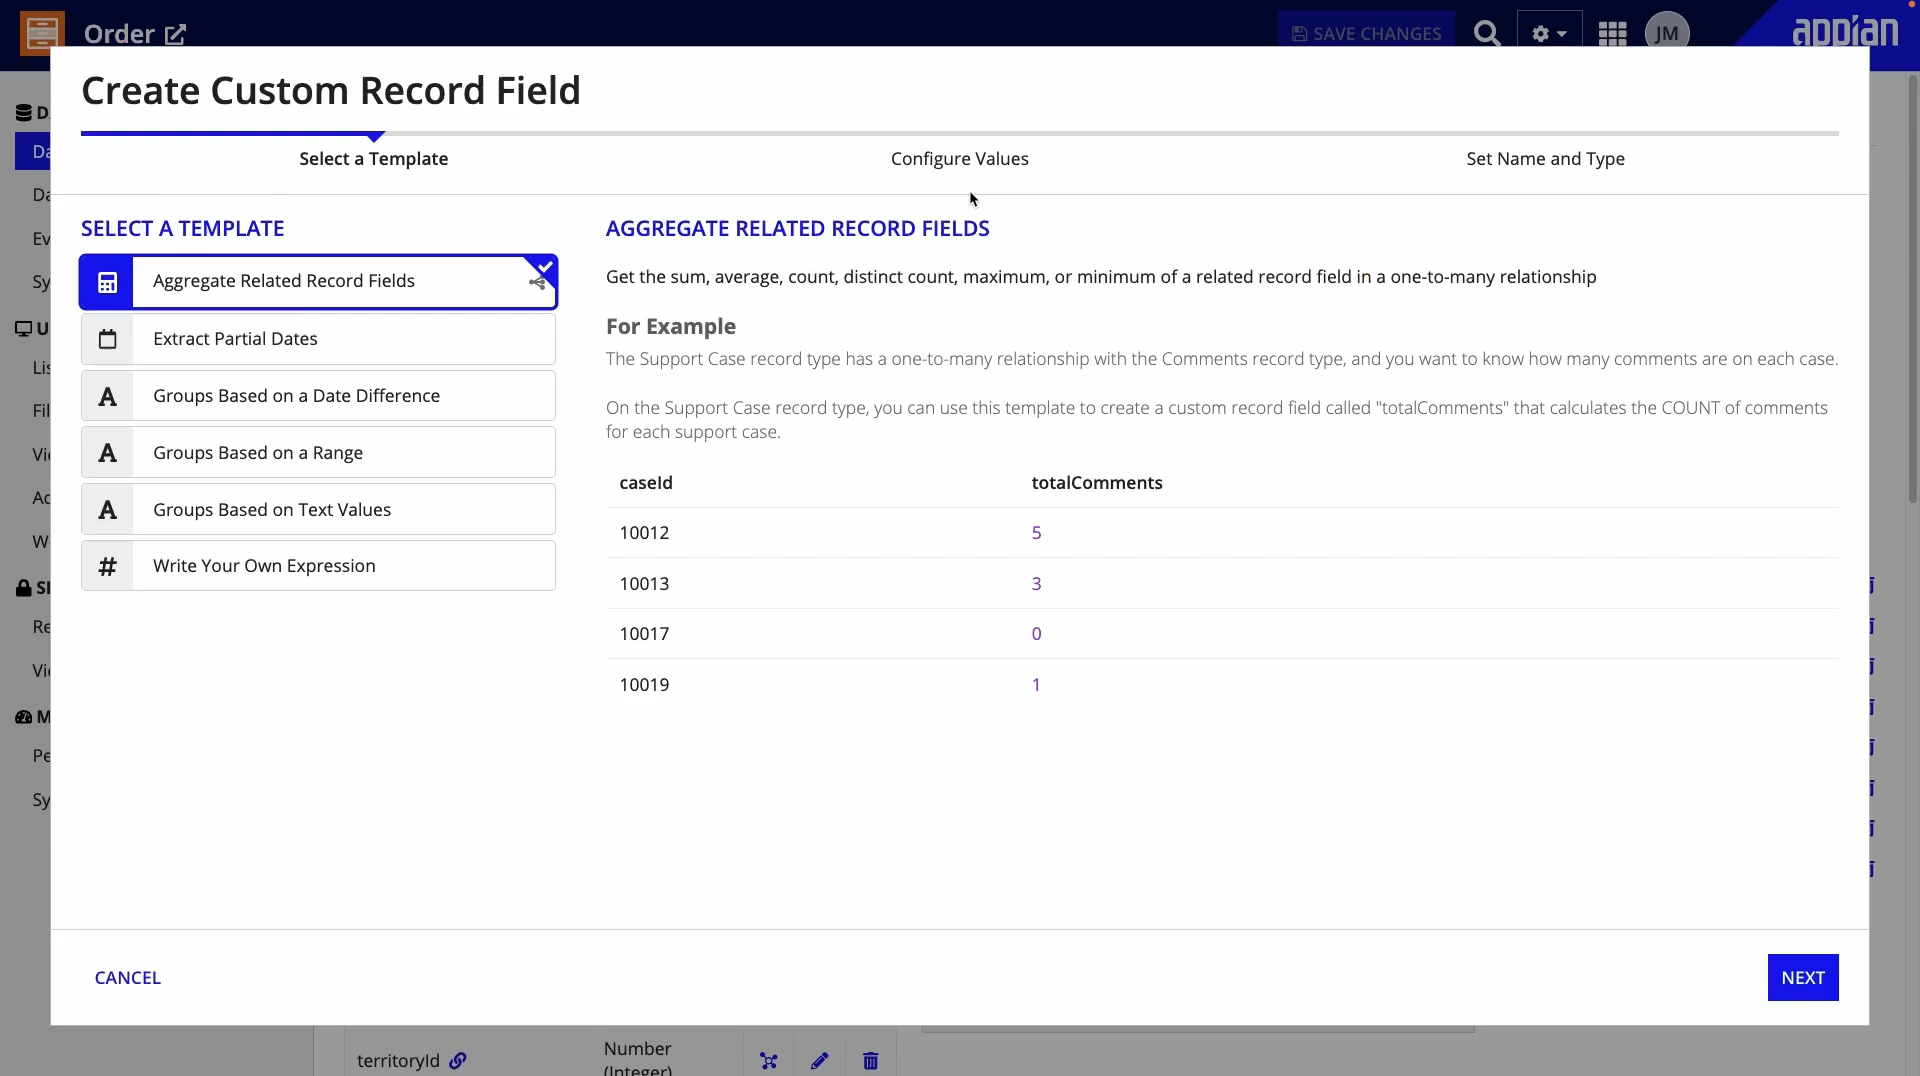 Order
SAVE CHANGES
JM
appian
Create Custom Record Field
Select a Template
Configure Values
Set Name and Type
SELECT A TEMPLATE
Aggregate Related Record Fields
Extract Partial Dates
Groups Based on a Date Difference
Groups Based on a Range
Groups Based on Text Values
Write Your Own Expression
AGGREGATE RELATED RECORD FIELDS
Get the sum, average, count, distinct count, maximum, or minimum of a related record field in a one-to-many relationship
For Example
The Support Case record type has a one-to-many relationship with the Comments record type, and you want to know how many comments are on each case.
On the Support Case record type, you can use this template to create a custom record field called "totalComments" that calculates the COUNT of comments
for each support case.
caseId totalComments
10012 5
10013 3
10017 0
10019 1
CANCEL
NEXT
territoryId
Number
(Integer)